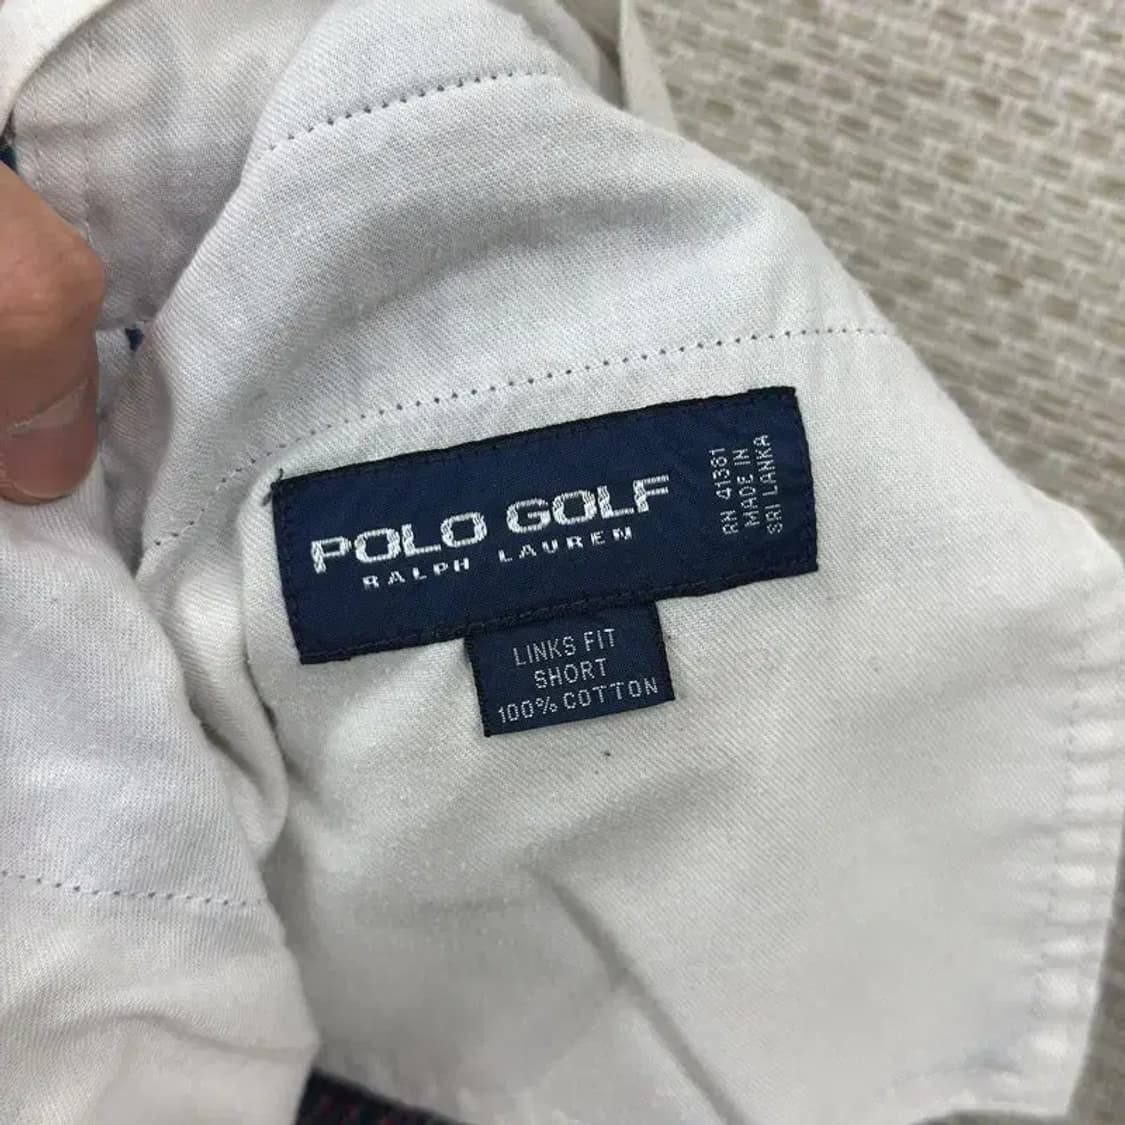 POLO GOLF
RALPH LAUREN
RN 41381
MADE IN
SRI LANKA
LINKS FIT
SHORT
100% COTTON